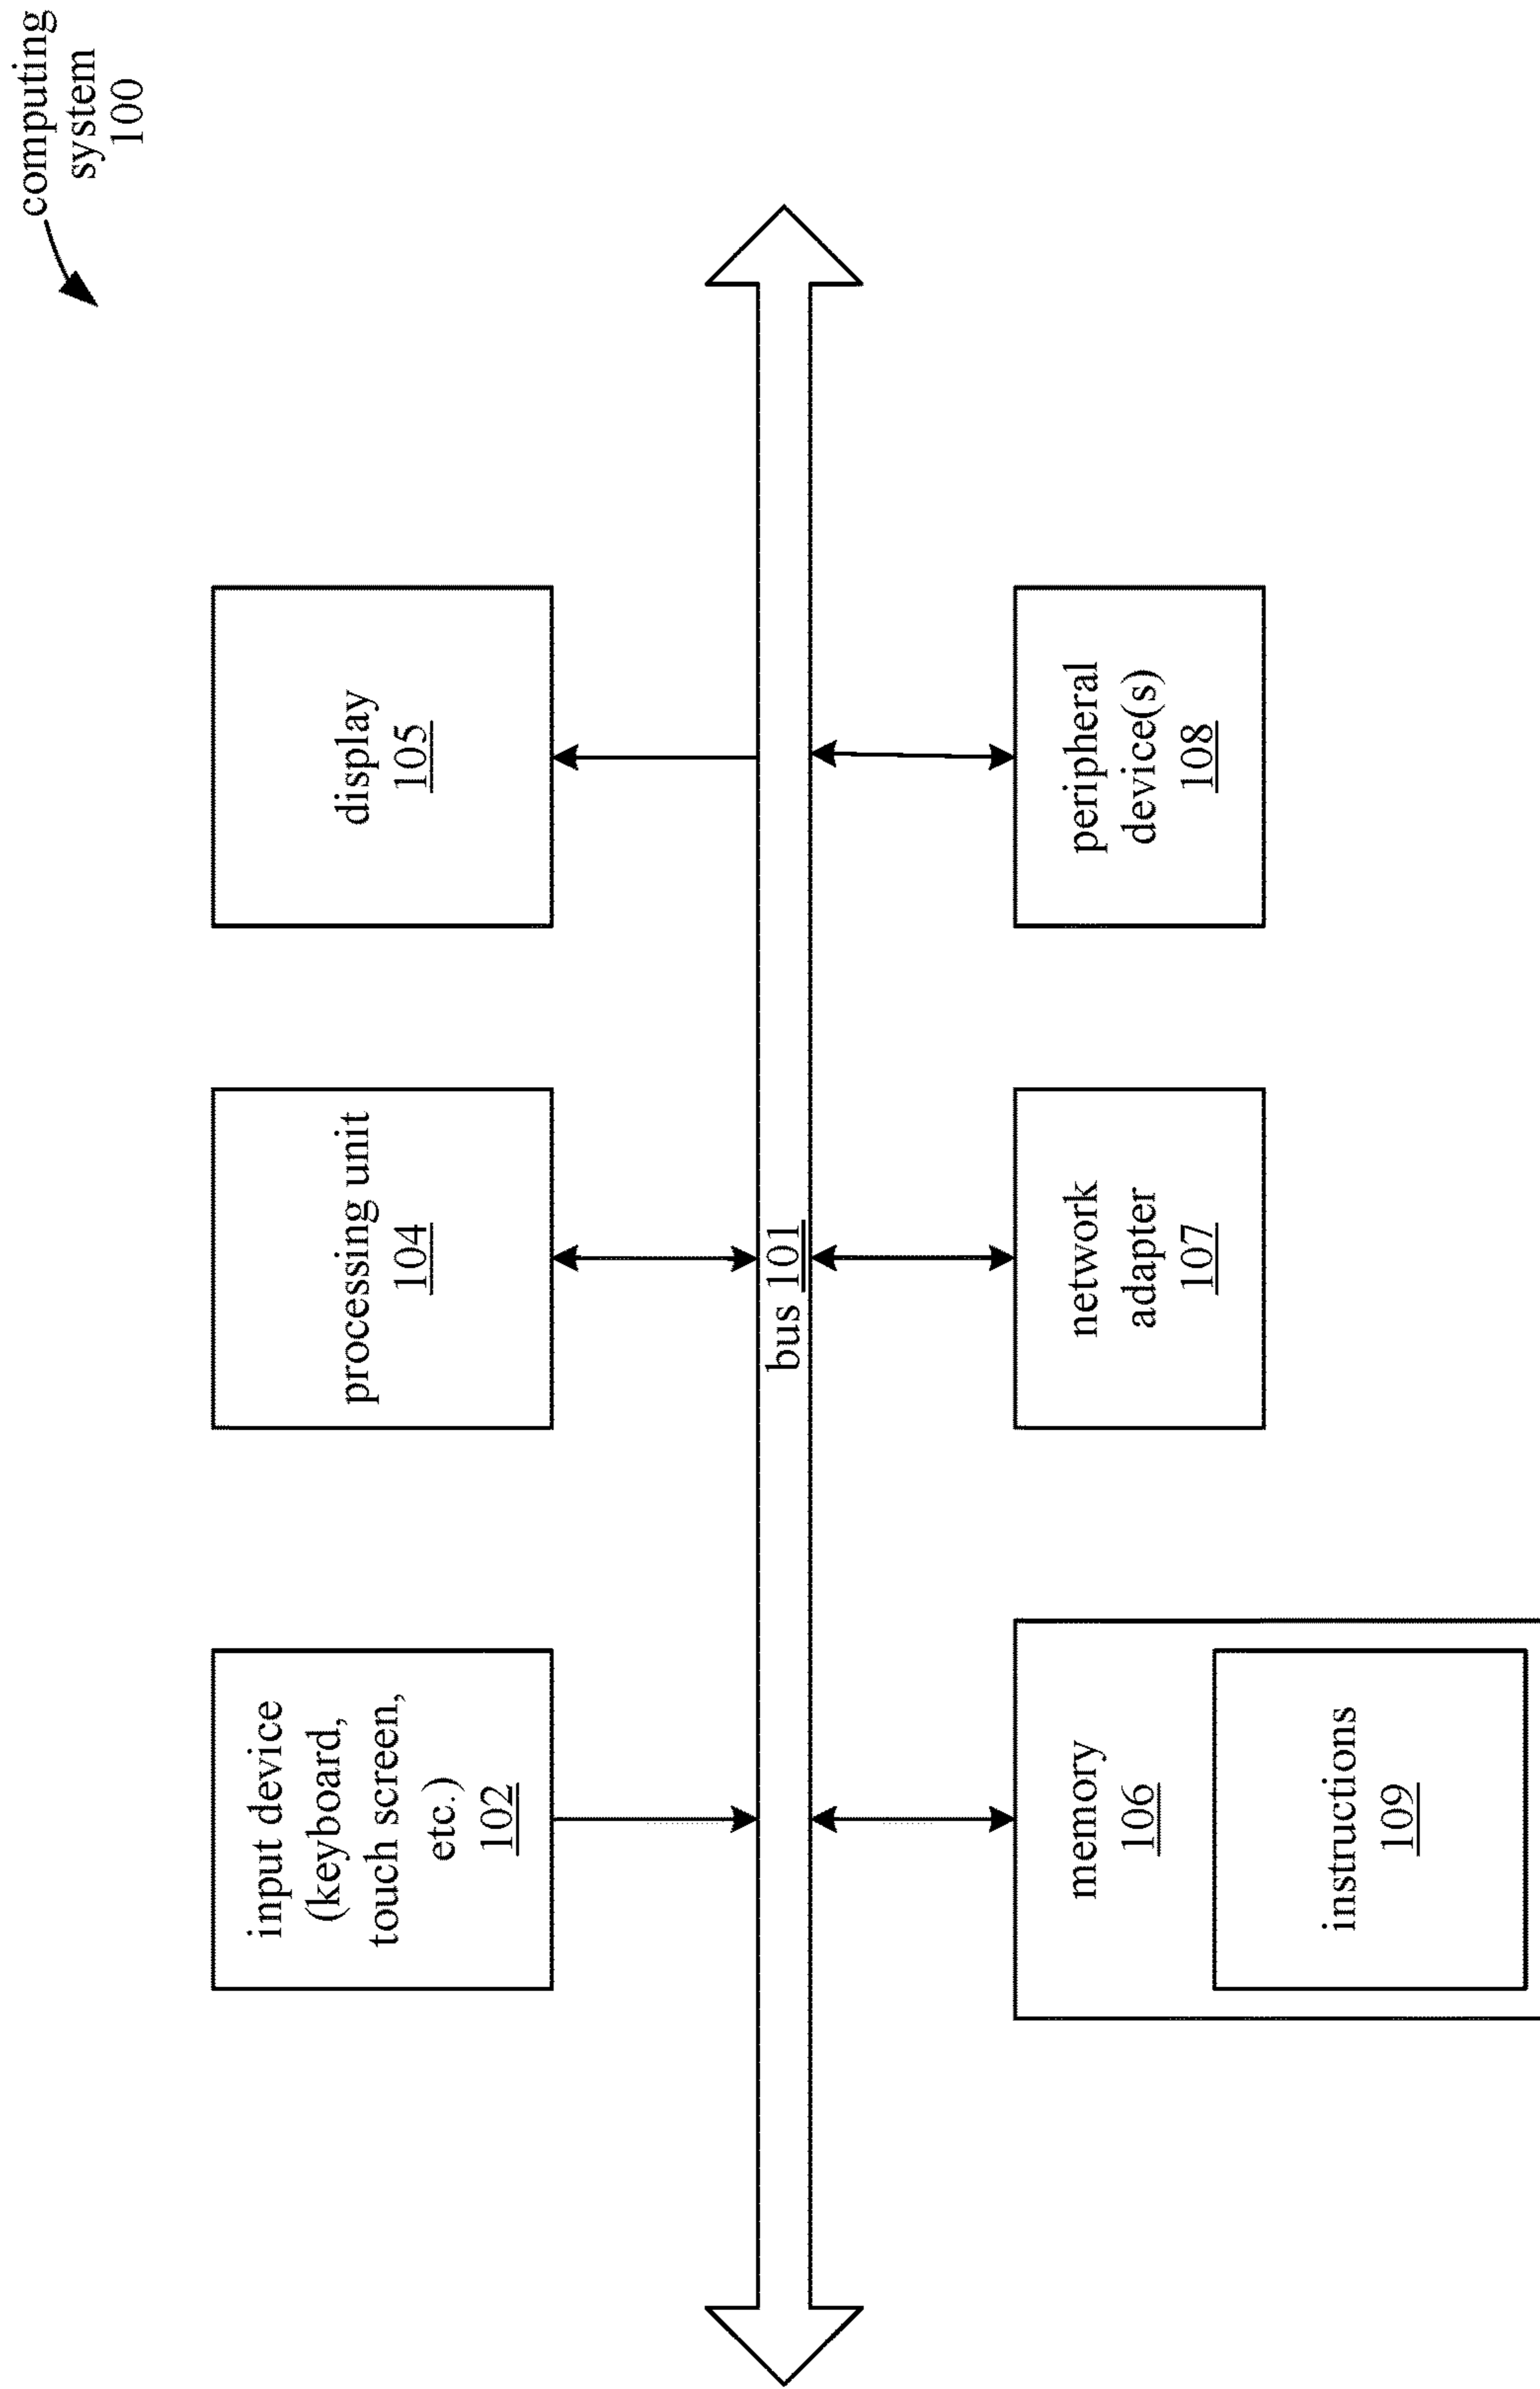 computing
system
100
input device
(keyboard,
touch screen,
etc.)
102
processing unit
104
display
105
bus 101
memory
106
instructions
109
network
adapter
107
peripheral
device(s)
108